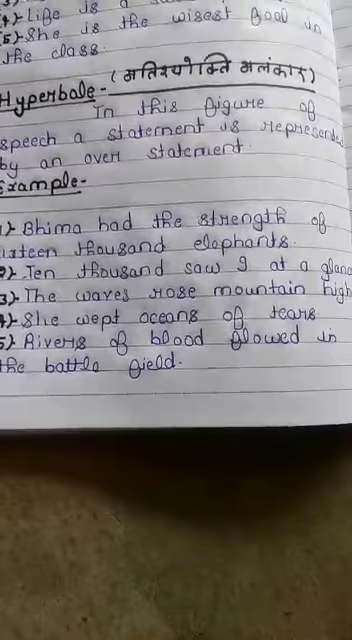 4) Life is a
5) She is the wisest fool in
the class.
Hyperbole - (अतिश्योक्ति अलंकार)
In this figure of
speech a statement is represented
by an over statement.
Example-
1) Bhima had the strength of
sixteen thousand elephants.
2) Ten thousand saw I at a glance
3) The waves rose mountain high
4) She wept oceans of tears
5) Rivers of blood flowed in
the battle field.